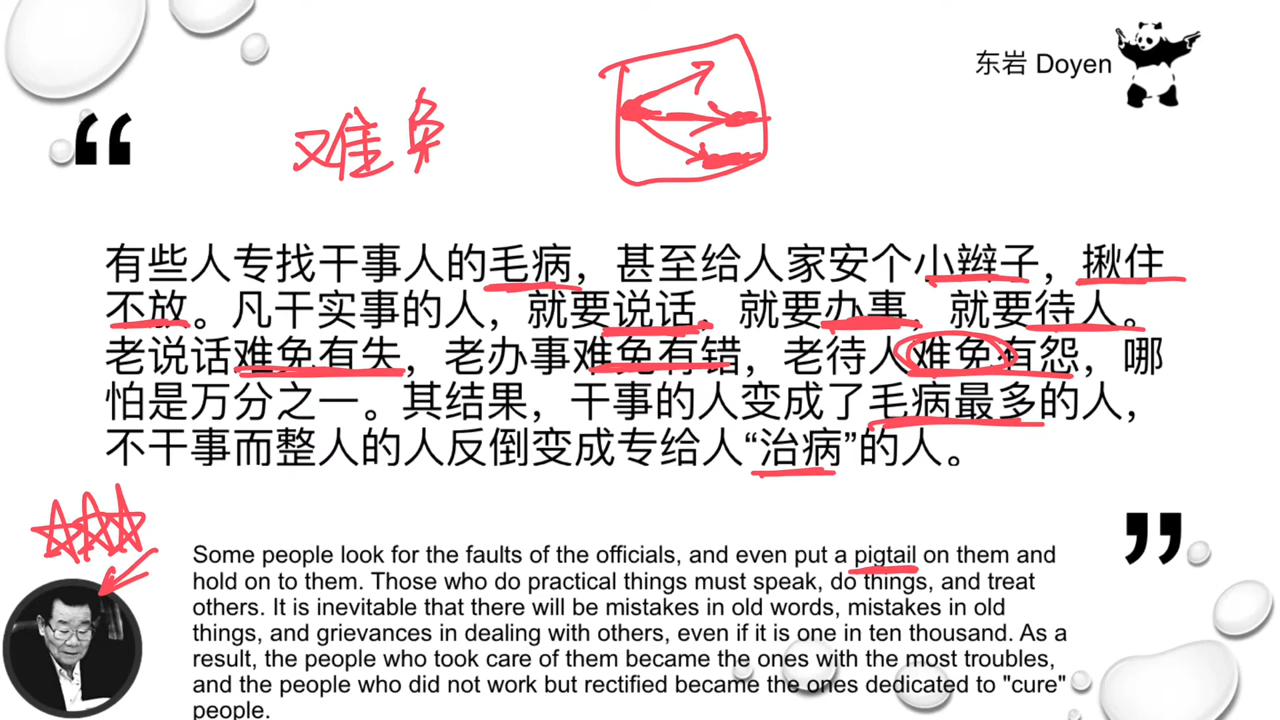 东岩 Doyen
“
难免
有些人专找干事人的毛病，甚至给人家安个小辫子，揪住
不放。凡干实事的人，就要说话、就要办事，就要待人。
老说话难免有失，老办事难免有错，老待人难免有怨，哪
怕是万分之一。其结果，干事的人变成了毛病最多的人，
不干事而整人的人反倒变成专给人“治病”的人。
”
Some people look for the faults of the officials, and even put a pigtail on them and
hold on to them. Those who do practical things must speak, do things, and treat
others. It is inevitable that there will be mistakes in old words, mistakes in old
things, and grievances in dealing with others, even if it is one in ten thousand. As a
result, the people who took care of them became the ones with the most troubles,
and the people who did not work but rectified became the ones dedicated to "cure"
people.